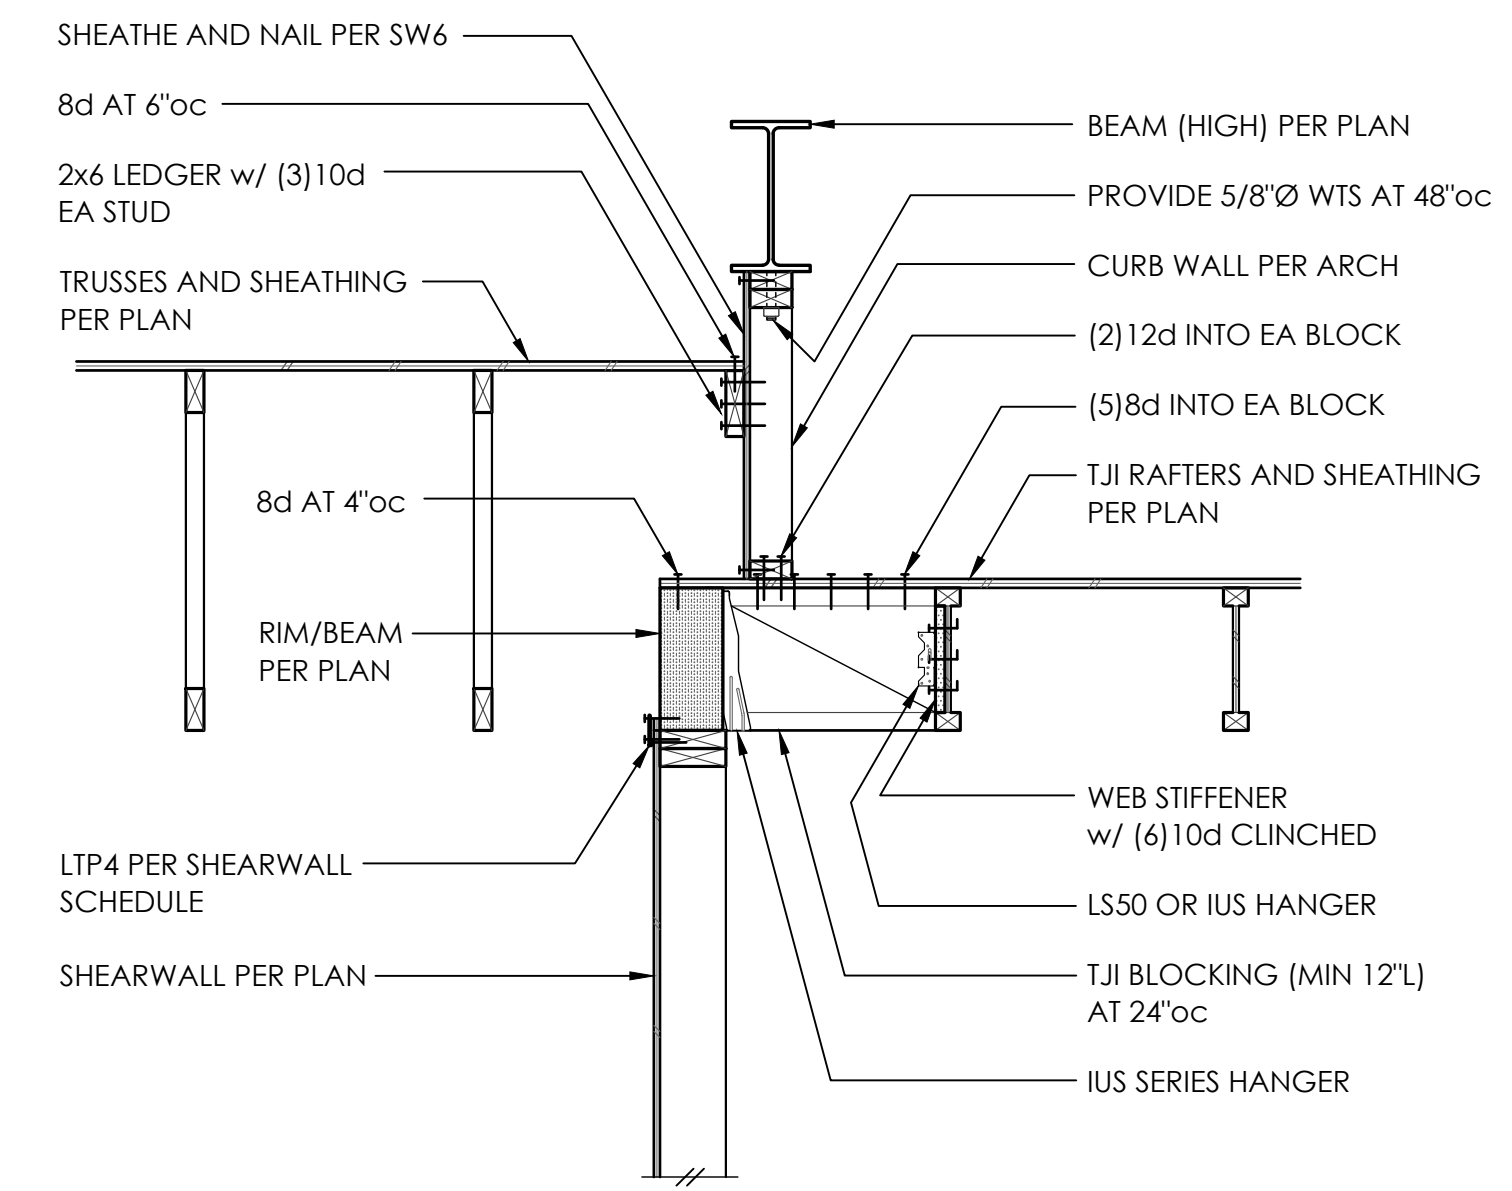 SHEATHE AND NAIL PER SW6
8d AT 6"oc
2x6 LEDGER w/ (3)10d
EA STUD
TRUSSES AND SHEATHING
PER PLAN
8d AT 4"oc
RIM/BEAM
PER PLAN
LTP4 PER SHEARWALL
SCHEDULE
SHEARWALL PER PLAN
BEAM (HIGH) PER PLAN
PROVIDE 5/8"Ø WTS AT 48"oc
CURB WALL PER ARCH
(2)12d INTO EA BLOCK
(5)8d INTO EA BLOCK
TJI RAFTERS AND SHEATHING
PER PLAN
WEB STIFFENER
w/ (6)10d CLINCHED
LS50 OR IUS HANGER
TJI BLOCKING (MIN 12"L)
AT 24"oc
IUS SERIES HANGER